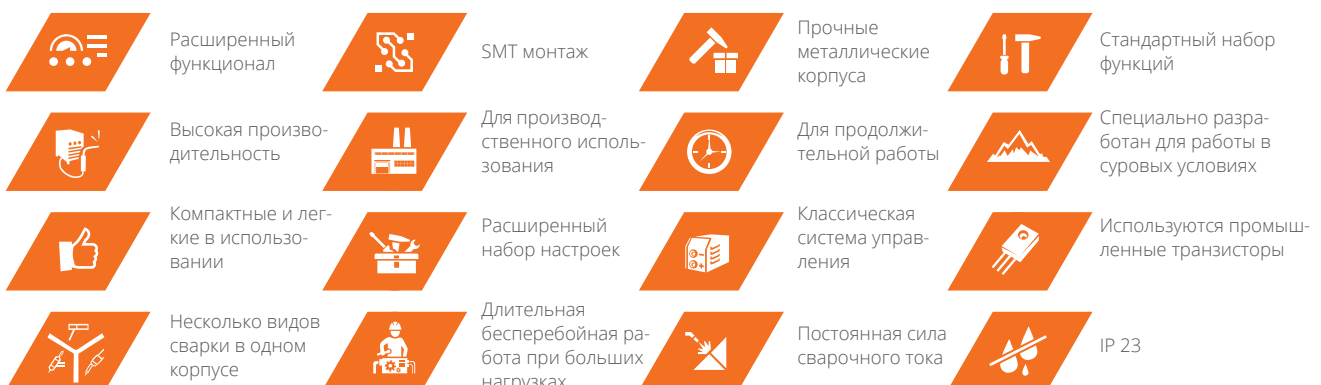 Расширенный
функционал
SMT монтаж
Прочные
металлические
корпуса
Стандартный набор
функций
Высокая произво-
дительность
Для производ-
ственного исполь-
зования
Для продолжи-
тельной работы
Специально разра-
ботан для работы в
суровых условиях
Компактные и лег-
кие в использо-
вании
Расширенный
набор настроек
Классическая
система управ-
ления
Используются промыш-
ленные транзисторы
Несколько видов
сварки в одном
корпусе
Длительная
бесперебойная ра-
бота при больших
нагрузках
Постоянная сила
сварочного тока
IP 23